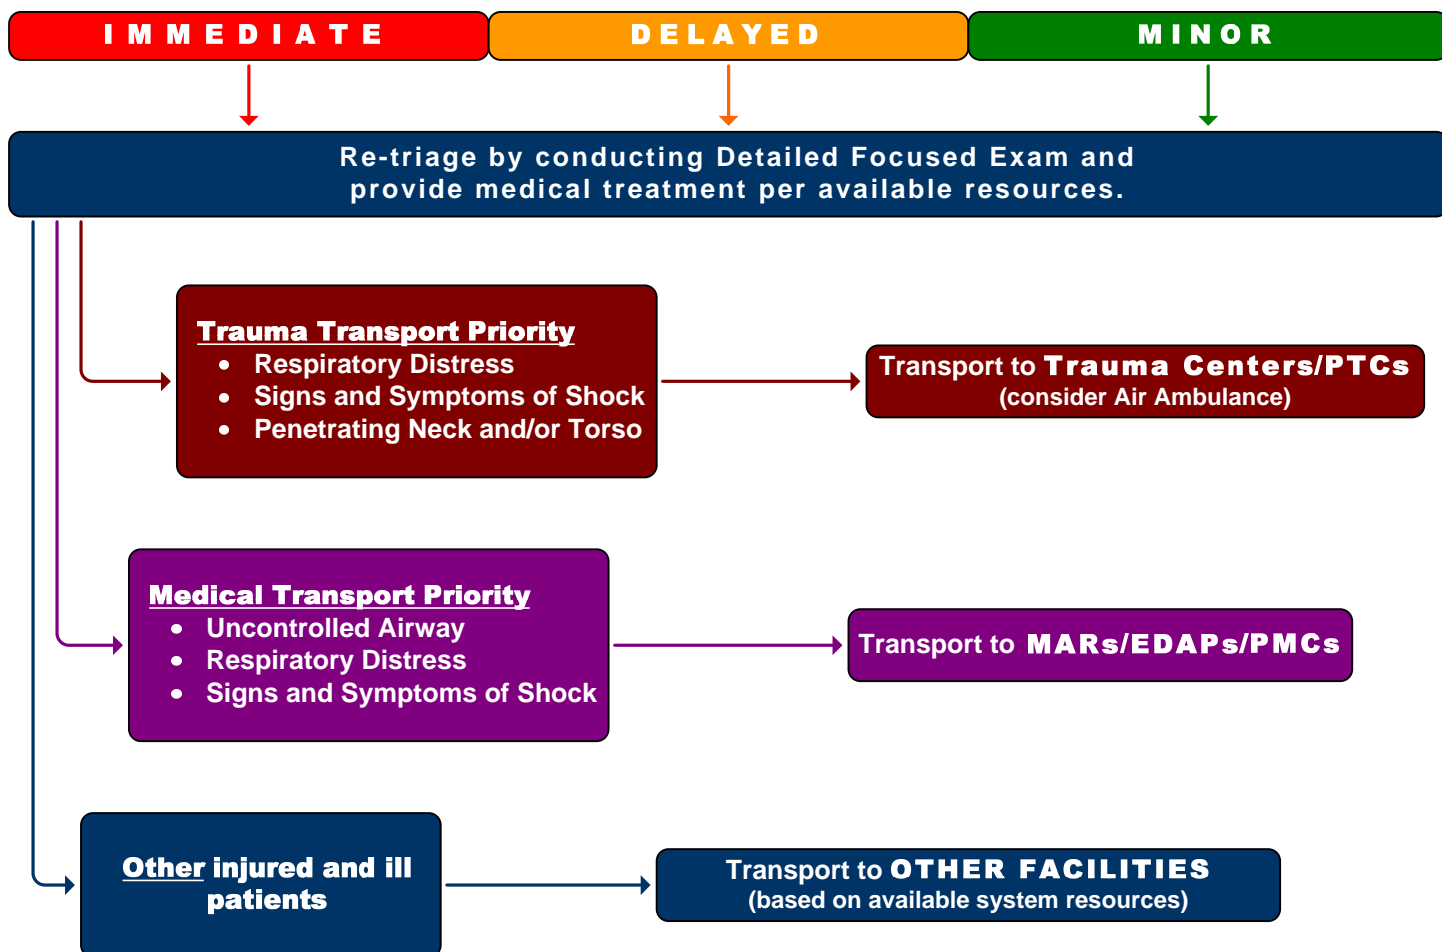 IMMEDIATE
DELAYED
MINOR
Re-triage by conducting Detailed Focused Exam and
provide medical treatment per available resources.
Trauma Transport Priority
• Respiratory Distress
• Signs and Symptoms of Shock
• Penetrating Neck and/or Torso
Transport to Trauma Centers/PTCs
(consider Air Ambulance)
Medical Transport Priority
• Uncontrolled Airway
• Respiratory Distress
• Signs and Symptoms of Shock
Transport to MARs/EDAPs/PMCs
Other injured and ill
patients
Transport to OTHER FACILITIES
(based on available system resources)